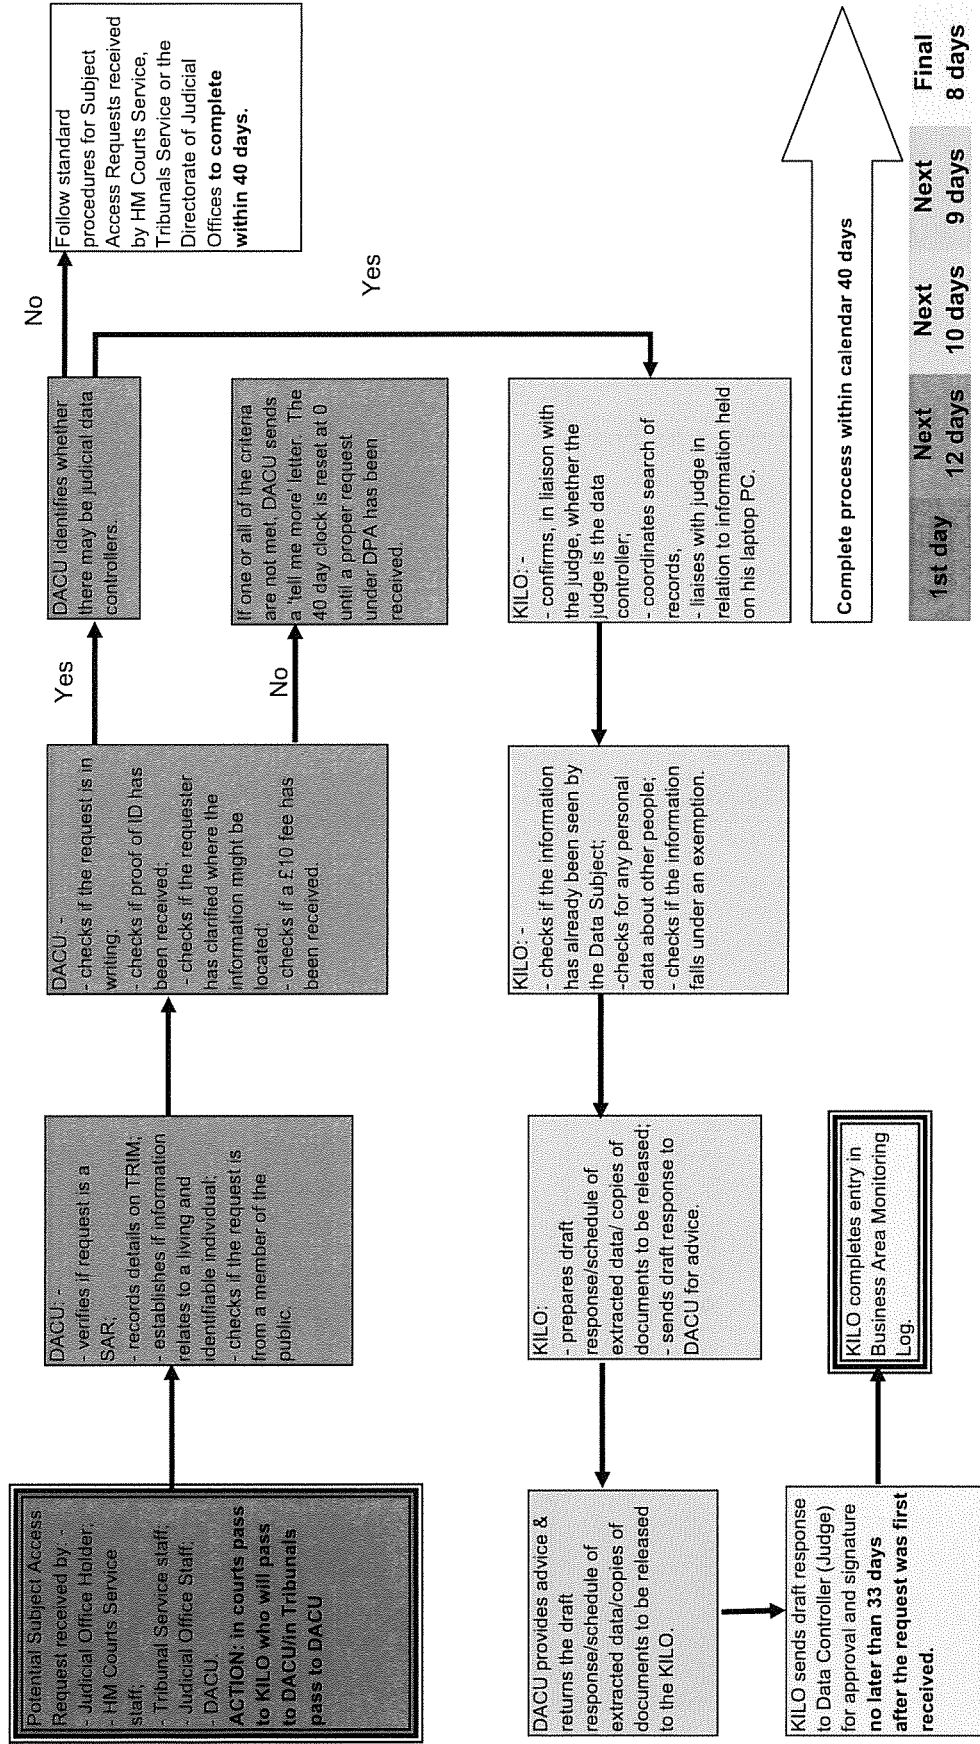 Potential Subject Access
Request received by -
- Judicial Office Holder
- HM Courts Service
staff;
- Tribunal Service staff;
- Judicial Office Staff;
- DACU.
ACTION: in courts pass
to KILO who will pass
to DACU/in Tribunals
pass to DACU
DACU: -
- verifies if request is a
SAR;
- records details on TRIM;
- establishes if information
relates to a living and
identifiable individual;
- checks if the request is
from a member of the
public.
DACU: -
- checks if the request is in
writing;
- checks if proof of ID has
been received;
- checks if the requester
has clarified where the
information might be
located;
- checks if a £10 fee has
been received.
Yes
No
DACU identifies whether
there may be judicial data
controllers.
If one or all of the criteria
are not met, DACU sends
a 'tell me more' letter. The
40 day clock is reset at 0
until a proper request
under DPA has been
received.
No
Yes
Follow standard
procedures for Subject
Access Requests received
by HM Courts Service,
Tribunals Service or the
Directorate of Judicial
Offices to complete
within 40 days.
KILO: -
- confirms, in liaison with
the judge, whether the
judge is the data
controller;
- coordinates search of
records,
- liaises with judge in
relation to information held
on his laptop PC.
KILO: -
- checks if the information
has already been seen by
the Data Subject;
-checks for any personal
data about other people;
- checks if the information
falls under an exemption.
KILO.
- prepares draft
response/schedule of
extracted data/ copies of
documents to be released;
- sends draft response to
DACU for advice.
DACU provides advice &
returns the draft
response/schedule of
extracted data/copies of
documents to be released
to the KILO.
KILO sends draft response
to Data Controller (Judge)
for approval and signature
no later than 33 days
after the request was first
received.
KILO completes entry in
Business Area Monitoring
Log.
Complete process within calendar 40 days
1st day
Next
12 days
Next
10 days
Next
9 days
Final
8 days